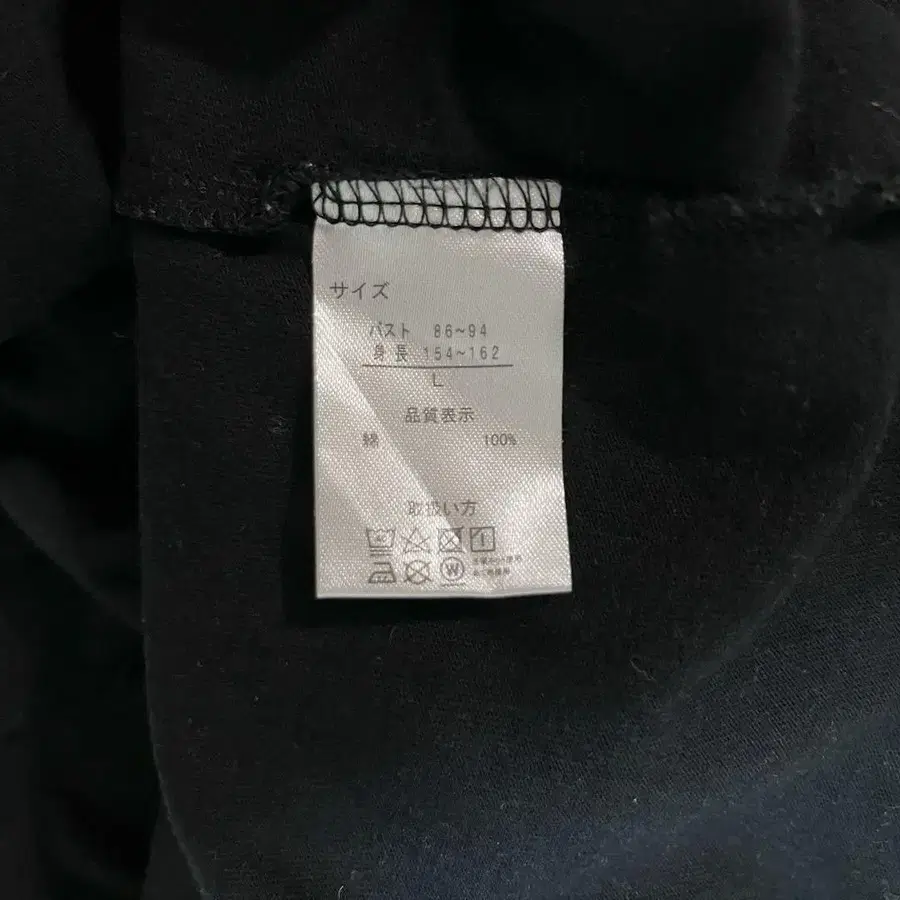 サイズ
バスト 86~94
身長 154~162
L
品質表示
綿 100%
取扱い方
W